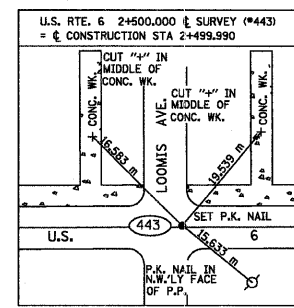 U.S. RTE. 6 2+500.000 ℄ SURVEY (#443)
= ℄ CONSTRUCTION STA 2+499.990
CUT "+" IN
MIDDLE OF
CONC. WK.
CONC. WK.
LOOMIS AVE.
CUT "+" IN
MIDDLE OF
CONC. WK.
CONC. WK.
16.583 m
19.539 m
SET P.K. NAIL
443
U.S. 6
15.633 m
P.K. NAIL IN
N.W.'LY FACE
OF P.P.